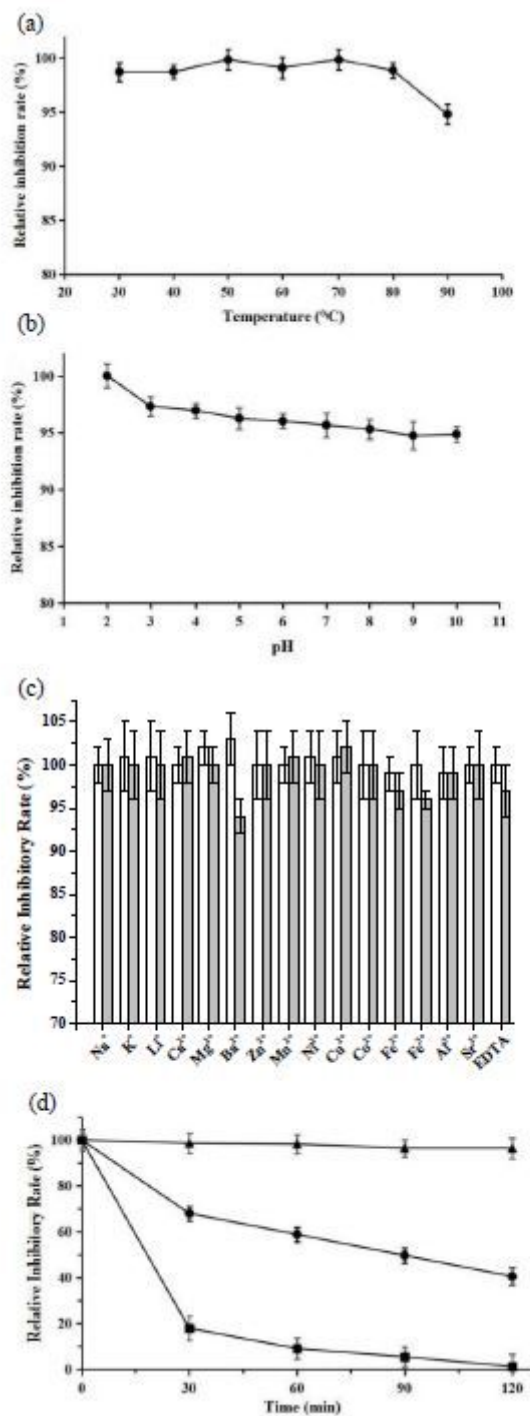 (a)
Relative inhibition rate (%)
100
95
90
85
80
20 30 40 50 60 70 80 90 100
Temperature (°C)
(b)
Relative inhibition rate (%)
100
95
90
85
80
1 2 3 4 5 6 7 8 9 10 11
pH
(c)
Relative Inhibitory Rate (%)
105
100
95
90
85
80
75
70
Na⁺ K⁺ Li⁺ Ca²⁺ Mg²⁺ Ba²⁺ Zn²⁺ Mn²⁺ Ni²⁺ Cu²⁺ Co²⁺ Sr²⁺ EDTA
(d)
Relative Inhibitory Rate (%)
100
80
60
40
20
0
0 30 60 90 120
Time (min)